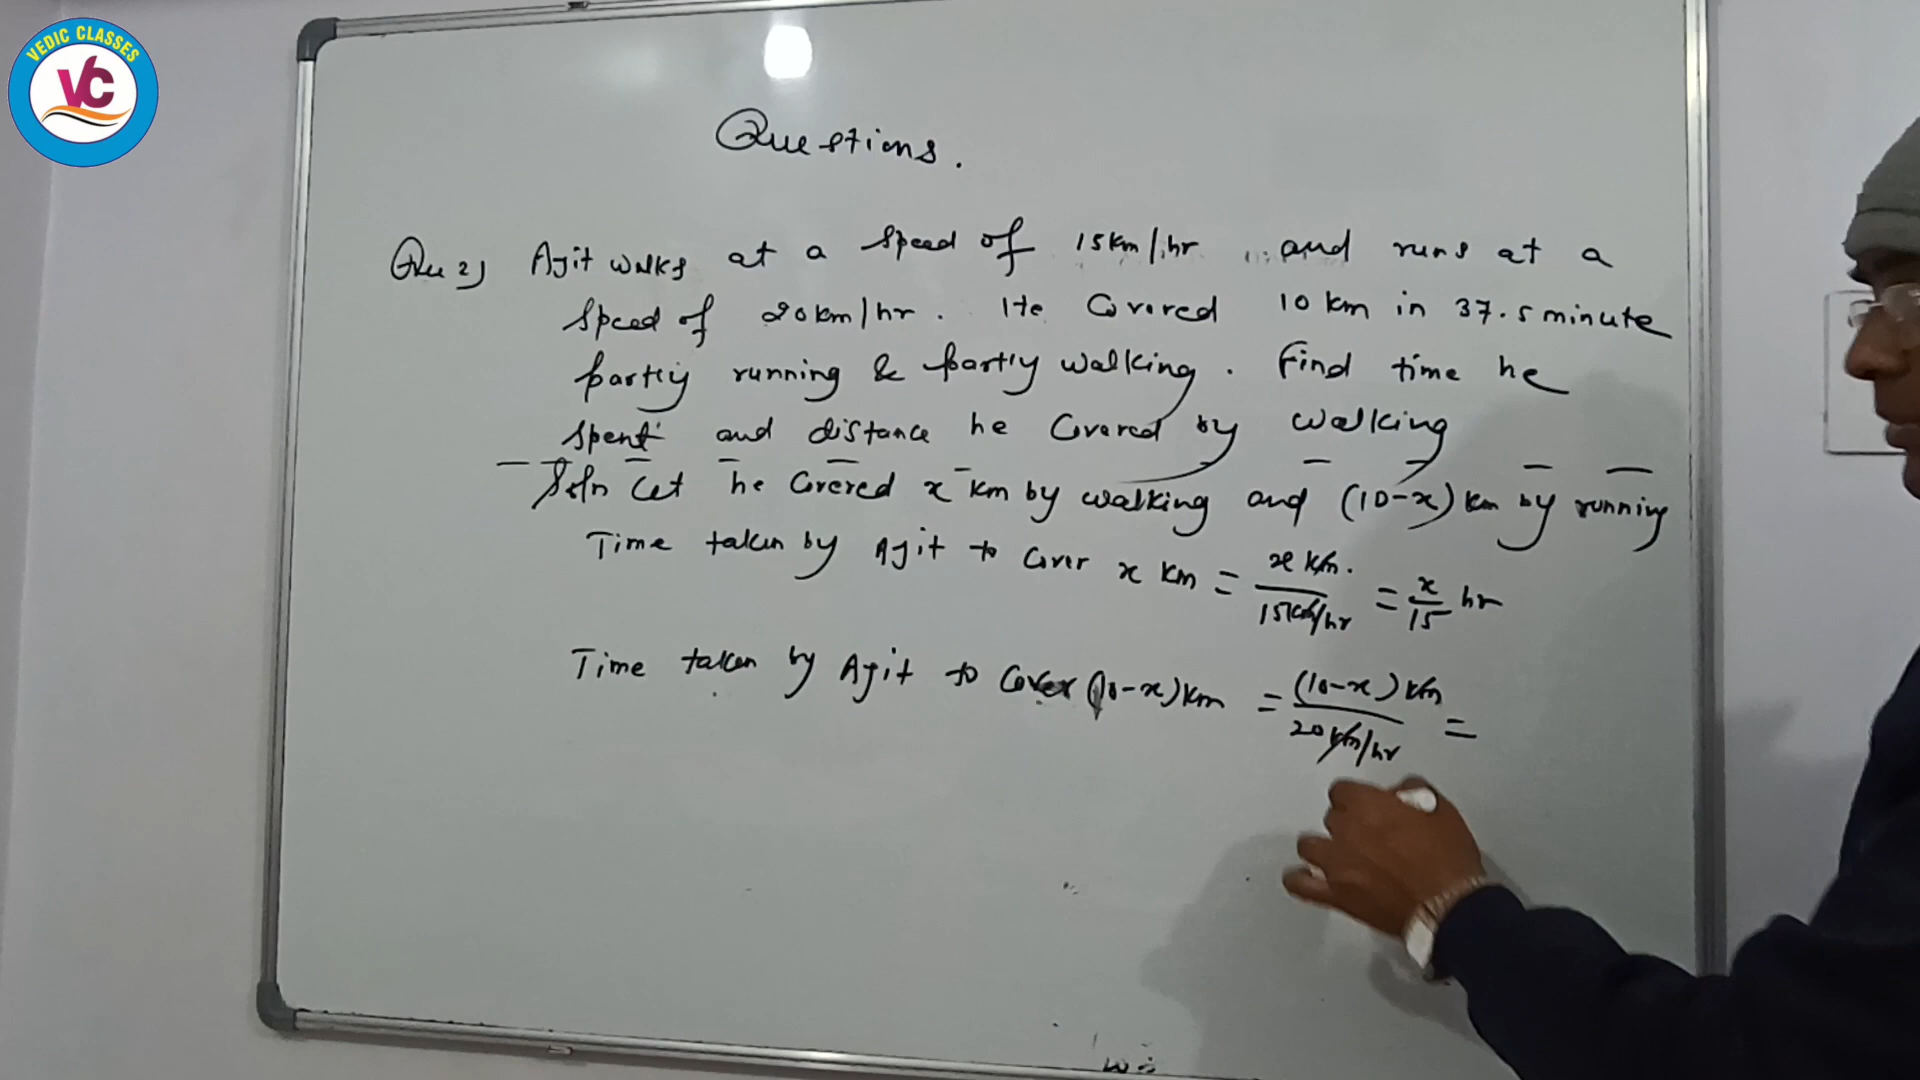 VEDIC CLASSES
VC
Questions.
Que 2) Ajit walks at a speed of 15km/hr and runs at a
speed of 20km/hr. He Covered 10 km in 37.5 minute
partly running & partly walking. Find time he
spent and distance he Covered by walking
Soln Let he Covered x km by walking and (10-x) km by running
Time taken by Ajit to Cover x km = x km. / 15km/hr = x/15 hr
Time taken by Ajit to Cover (10-x)km = (10-x) km / 20 km/hr =